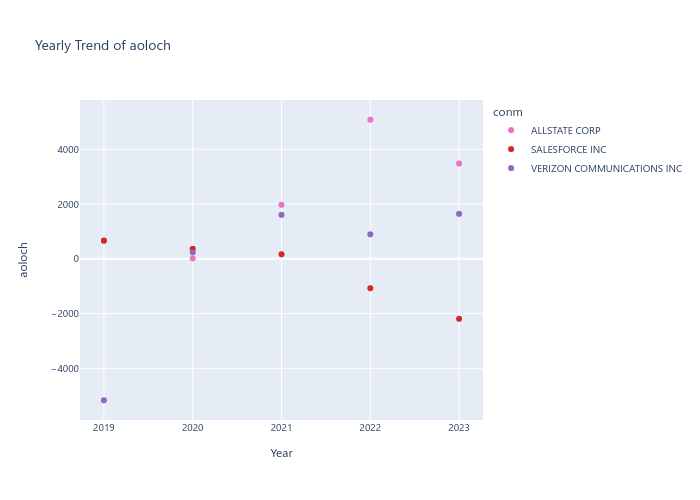 Yearly Trend of aoloch
conm
ALLSTATE CORP
SALESFORCE INC
VERIZON COMMUNICATIONS INC
aoloch
4000
2000
0
−2000
−4000
2019 2020 2021 2022 2023
Year